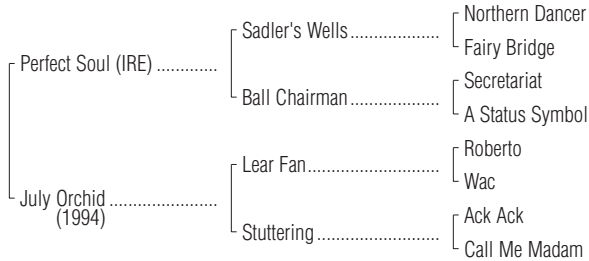 Northern Dancer
Sadler's Wells....................
Fairy Bridge
Perfect Soul (IRE) .............
Secretariat
Ball Chairman ....................
A Status Symbol
Roberto
Lear Fan.............................
Wac
July Orchid .......................
(1994)
Ack Ack
Stuttering...........................
Call Me Madam